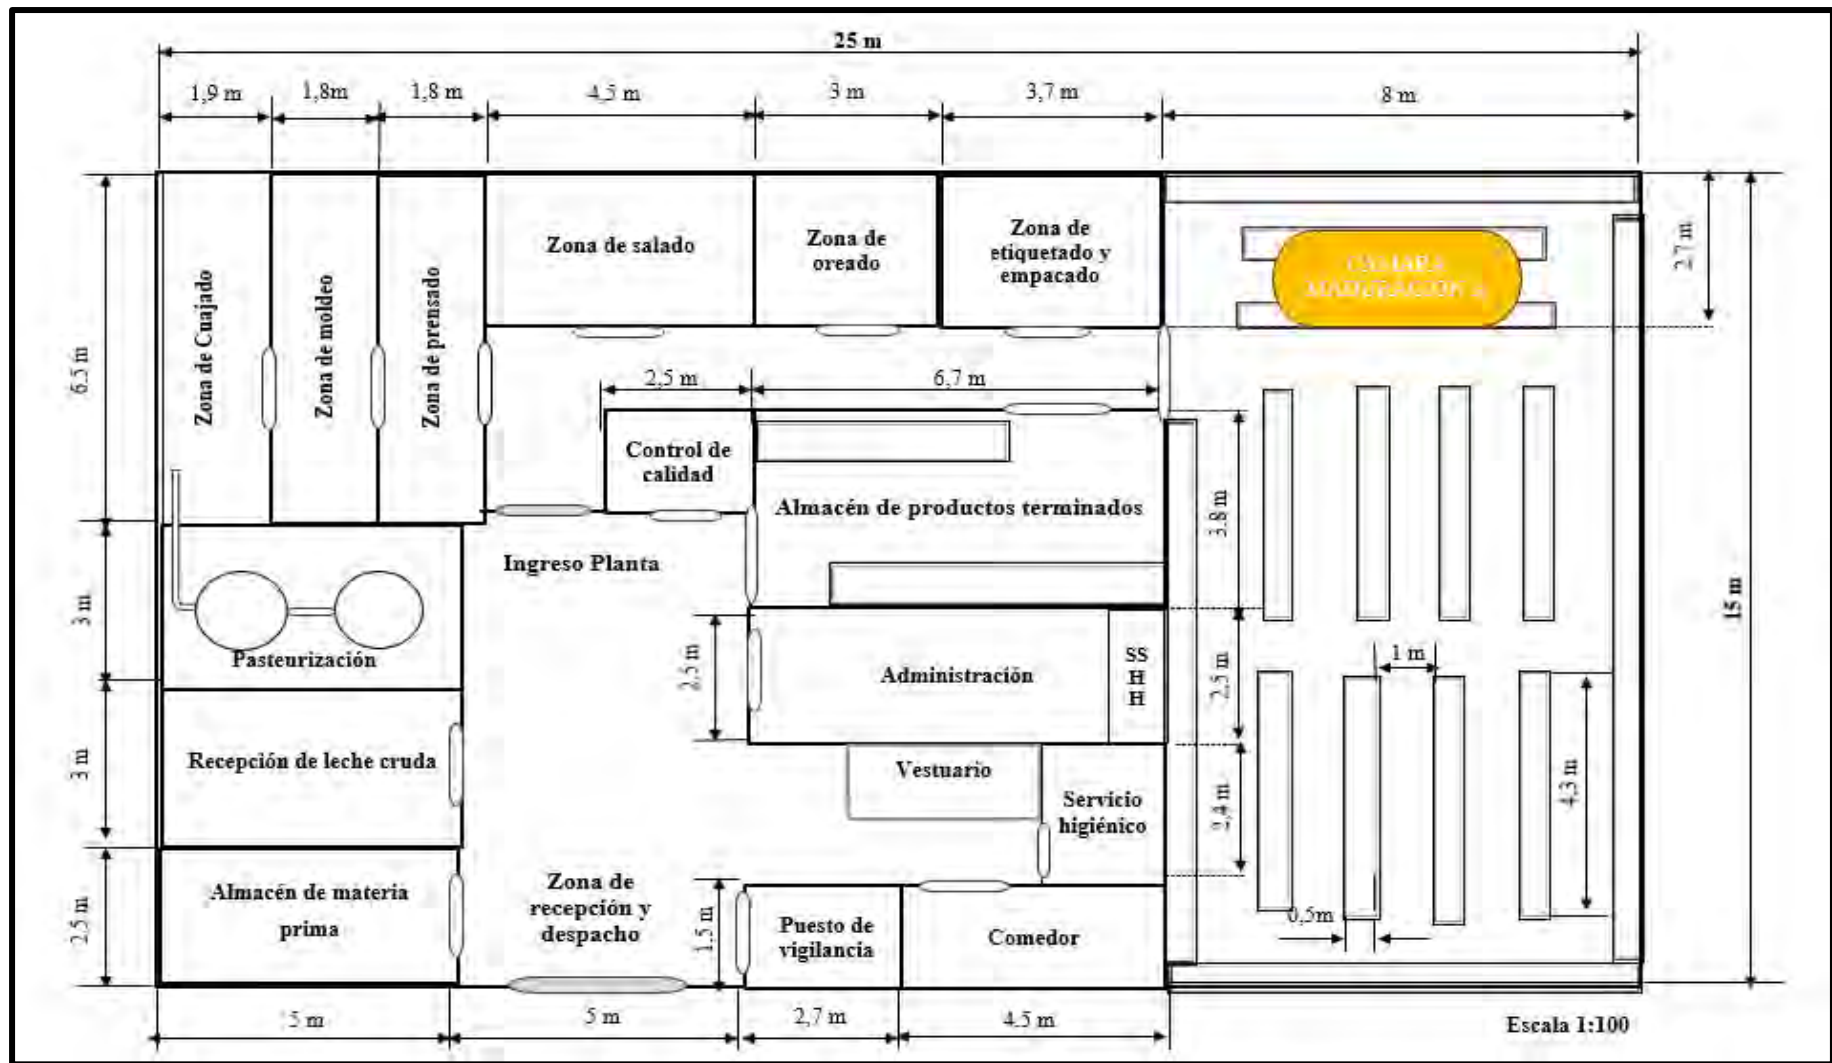 25 m
1,9 m
1,8m
1,8 m
4,5 m
3 m
3,7 m
8 m
Zona de Cuajado
Zona de moldeo
Zona de prensado
Zona de salado
Zona de
oreado
Zona de
etiquetado y
empacado
2,7 m
6,5 m
2,5 m
6,7 m
Control de
calidad
Almacén de productos terminados
3,8 m
15 m
Ingreso Planta
3 m
Pasteurización
2,5 m
Administración
SS
H
H
2,5 m
1 m
3 m
Recepción de leche cruda
Vestuario
Servicio
higiénico
2,4 m
4,3 m
2,5 m
Almacén de materia
prima
Zona de
recepción y
despacho
1,5 m
Puesto de
vigilancia
Comedor
0,5m
5 m
5 m
2,7 m
4,5 m
Escala 1:100